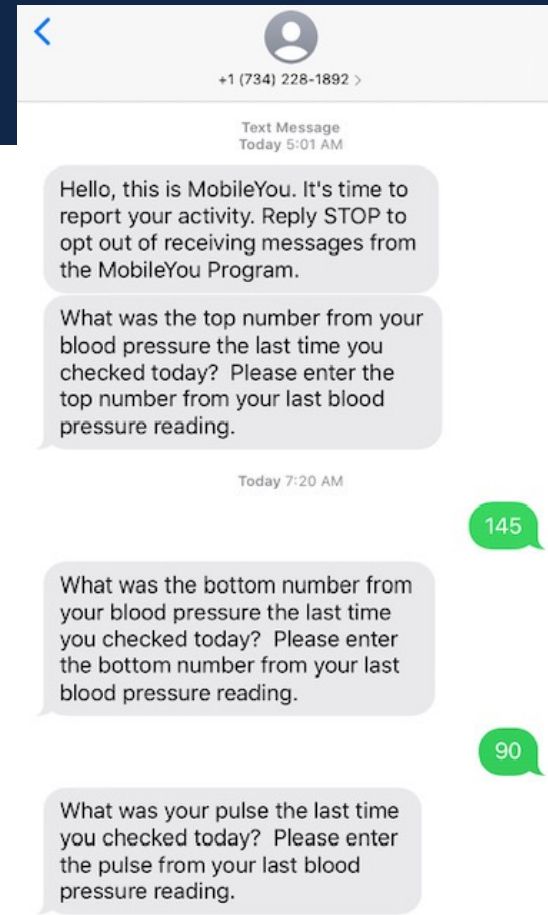 +1 (734) 228-1892 >
Text Message
Today 5:01 AM
Hello, this is MobileYou. It's time to
report your activity. Reply STOP to
opt out of receiving messages from
the MobileYou Program.
What was the top number from your
blood pressure the last time you
checked today?  Please enter the
top number from your last blood
pressure reading.
Today 7:20 AM
145
What was the bottom number from
your blood pressure the last time
you checked today?  Please enter
the bottom number from your last
blood pressure reading.
90
What was your pulse the last time
you checked today?  Please enter
the pulse from your last blood
pressure reading.